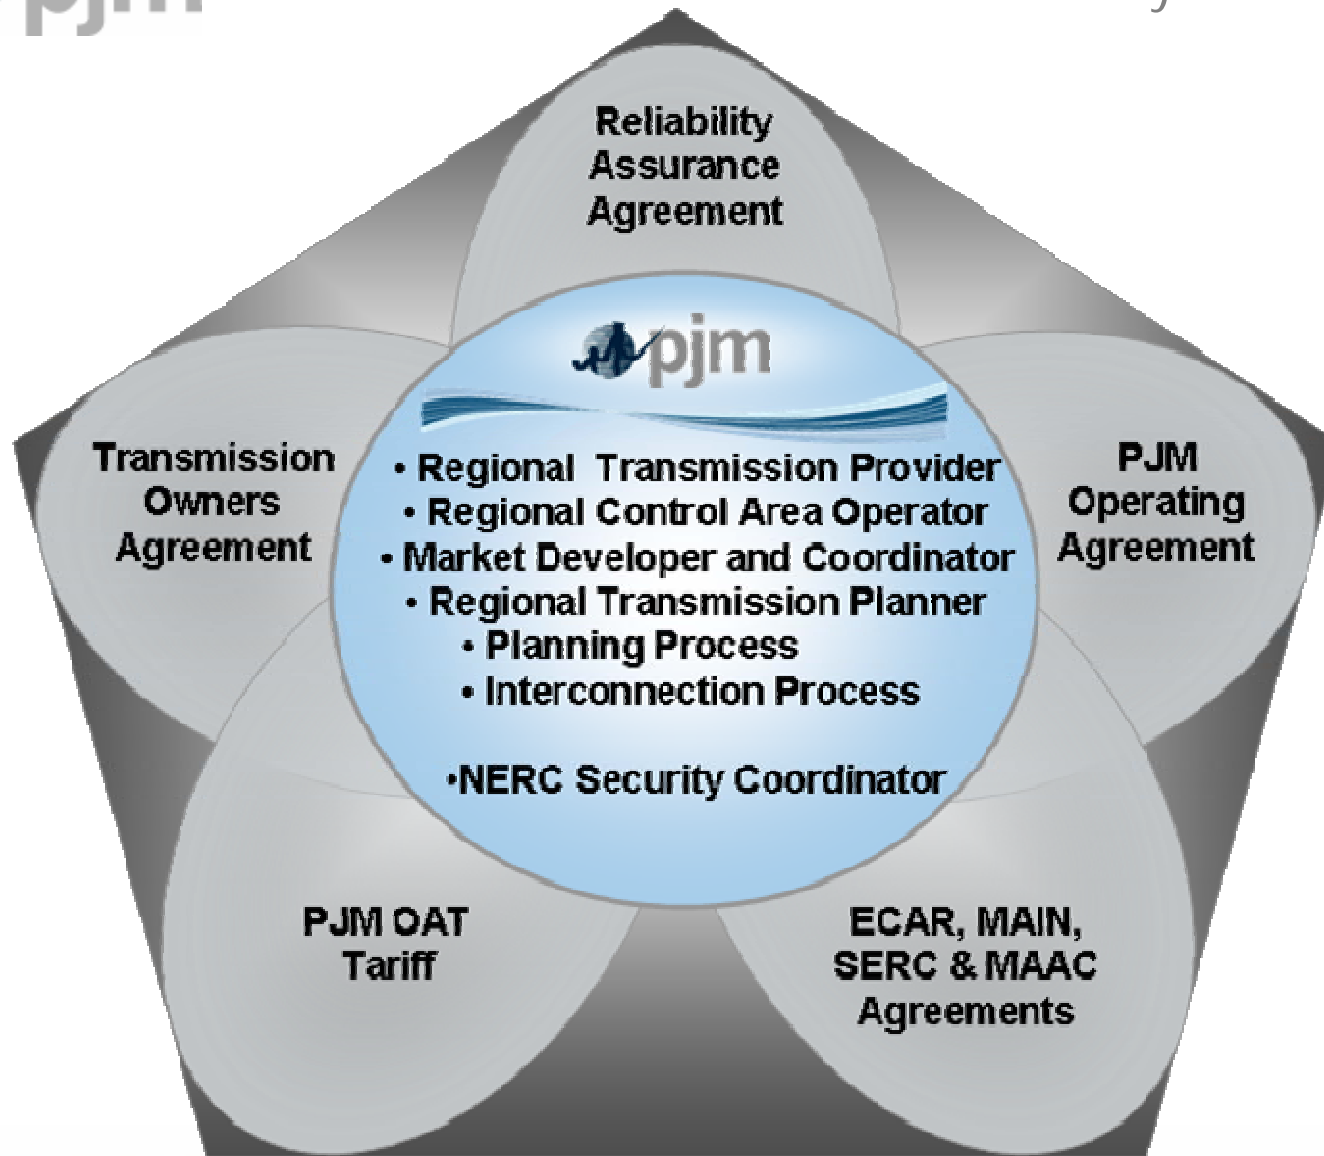 pjm
Reliability
Assurance
Agreement
pjm
Transmission
Owners
Agreement
• Regional Transmission Provider
• Regional Control Area Operator
• Market Developer and Coordinator
• Regional Transmission Planner
• Planning Process
• Interconnection Process
•NERC Security Coordinator
PJM
Operating
Agreement
PJM OAT
Tariff
ECAR, MAIN,
SERC & MAAC
Agreements